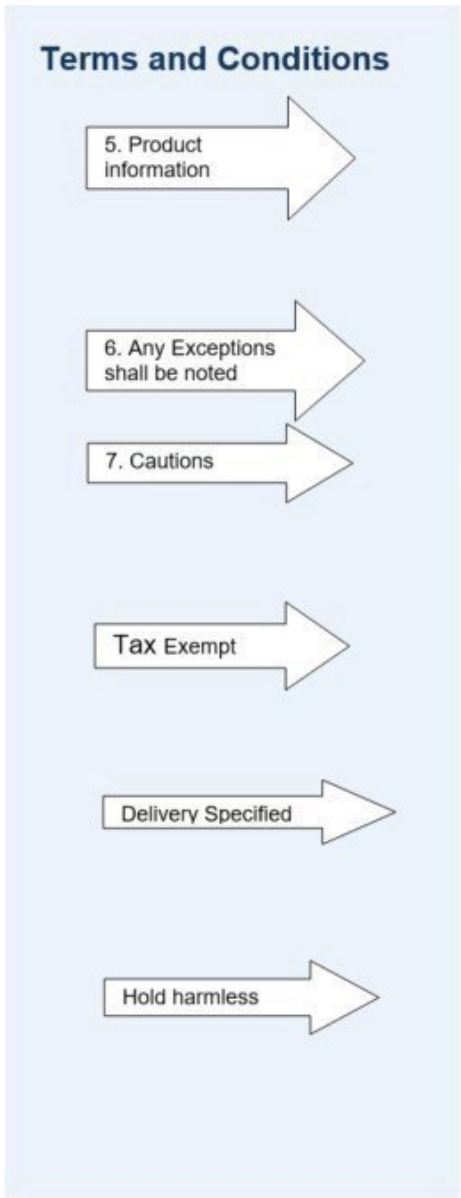 Terms and Conditions
5. Product
information
6. Any Exceptions
shall be noted
7. Cautions
Tax Exempt
Delivery Specified
Hold harmless